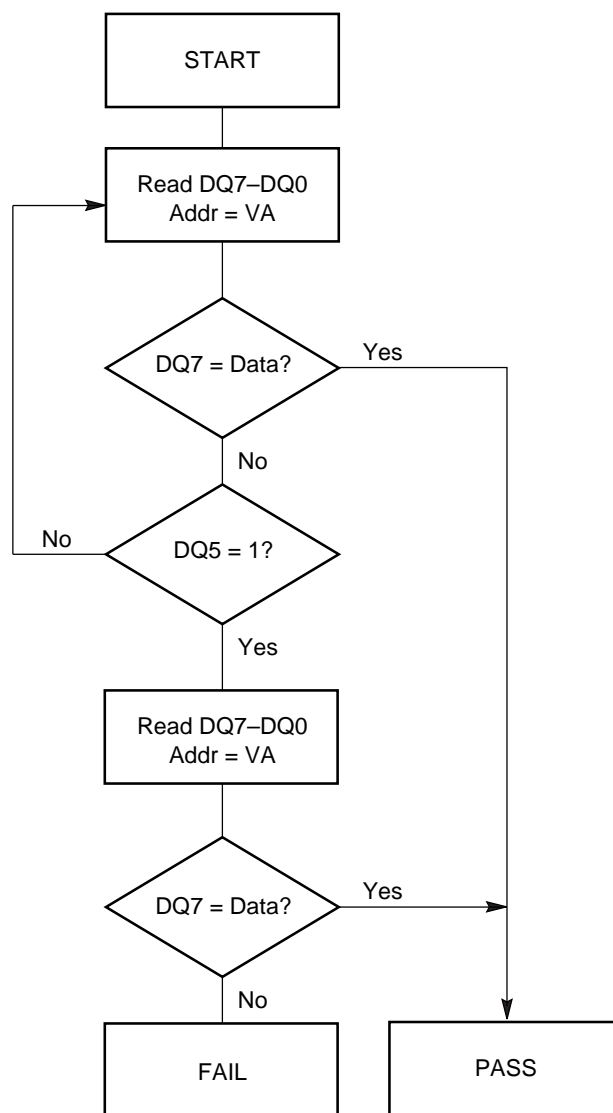 START
Read DQ7–DQ0
Addr = VA
DQ7 = Data?
Yes
No
No
DQ5 = 1?
Yes
Read DQ7–DQ0
Addr = VA
DQ7 = Data?
Yes
No
FAIL
PASS